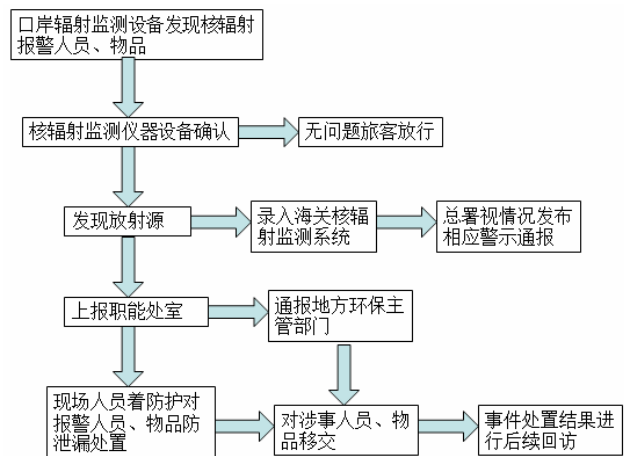 口岸辐射监测设备发现核辐射
报警人员、物品
核辐射监测仪器设备确认
无问题旅客放行
发现放射源
录入海关核辐
射监测系统
总署视情况发布
相应警示通报
上报职能处室
通报地方环保主
管部门
现场人员着防护对
报警人员、物品防
泄漏处置
对涉事人员、物
品移交
事件处置结果进
行后续回访